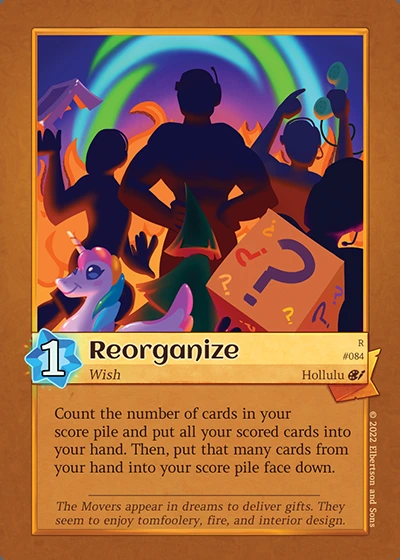 ?
?
?
?
?
?
?
1
Reorganize
R
#084
Wish
Hollulu
Count the number of cards in your
score pile and put all your scored cards into
your hand. Then, put that many cards from
your hand into your score pile face down.
The Movers appear in dreams to deliver gifts. They
seem to enjoy tomfoolery, fire, and interior design.
© 2022 Elbertson and Sons